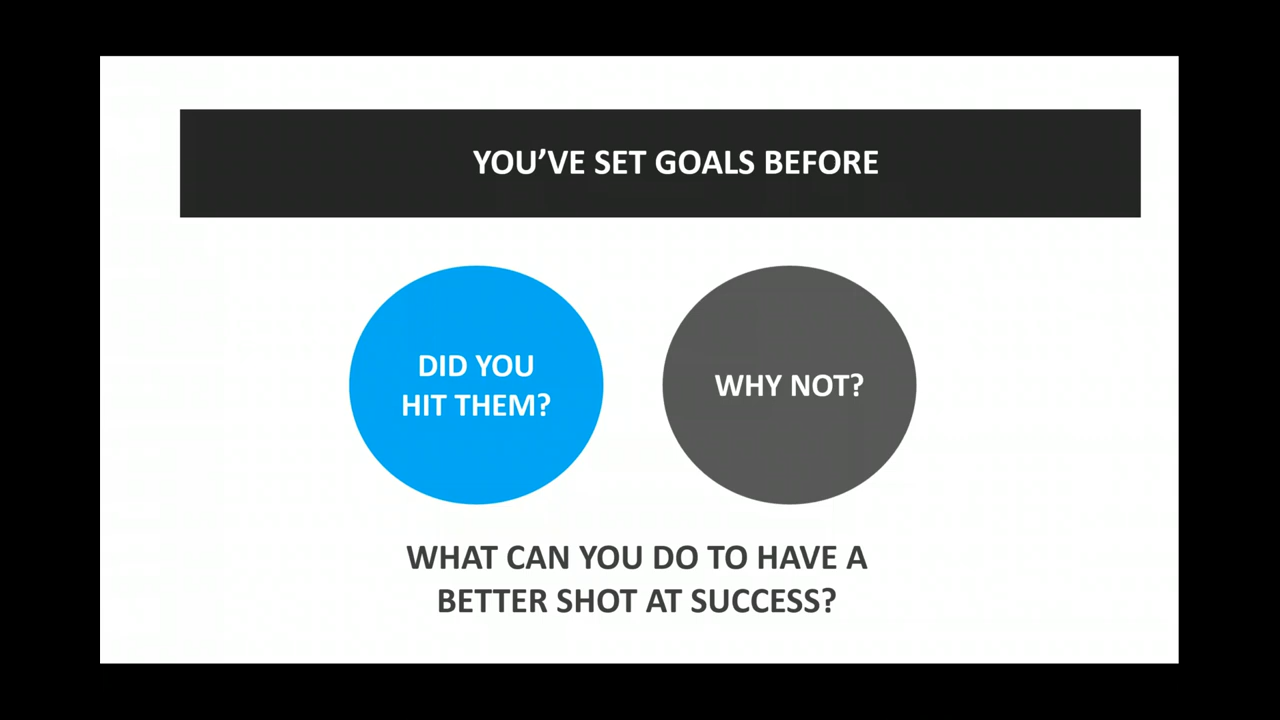 YOU’VE SET GOALS BEFORE
DID YOU
HIT THEM?
WHY NOT?
WHAT CAN YOU DO TO HAVE A
BETTER SHOT AT SUCCESS?